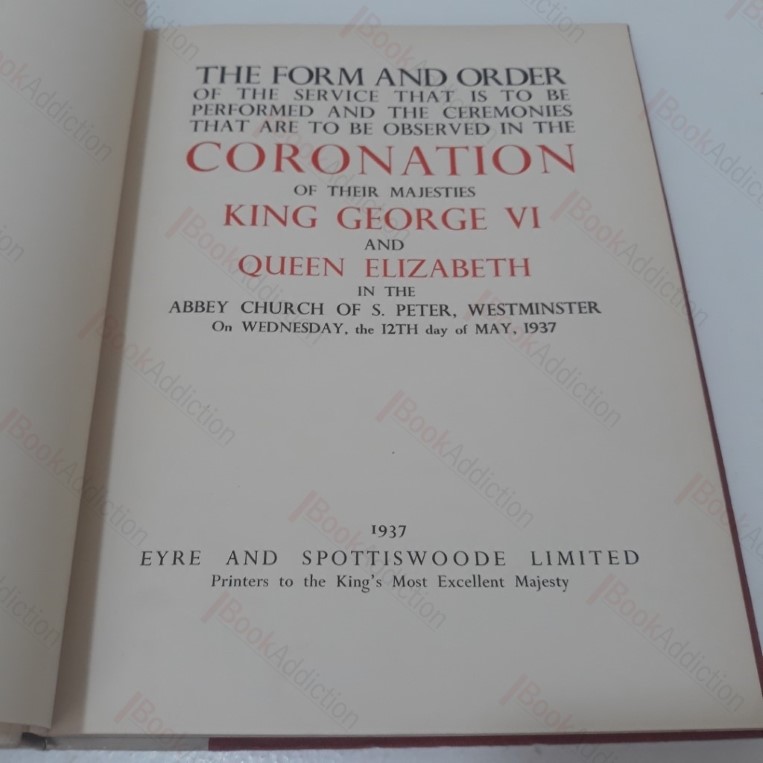 THE FORM AND ORDER
OF THE SERVICE THAT IS TO BE
PERFORMED AND THE CEREMONIES
THAT ARE TO BE OBSERVED IN THE
CORONATION
OF THEIR MAJESTIES
KING GEORGE VI
AND
QUEEN ELIZABETH
IN THE
ABBEY CHURCH OF S. PETER, WESTMINSTER
On WEDNESDAY, the 12TH day of MAY, 1937
1937
EYRE AND SPOTTISWOODE LIMITED
Printers to the King's Most Excellent Majesty
BookAddiction